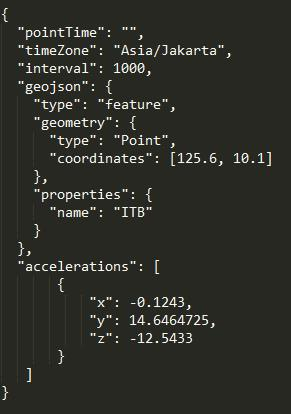 {
  "pointTime": "",
  "timeZone": "Asia/Jakarta",
  "interval": 1000,
  "geojson": {
    "type": "feature",
    "geometry": {
      "type": "Point",
      "coordinates": [125.6, 10.1]
    },
    "properties": {
      "name": "ITB"
    }
  },
  "accelerations": [
      {
          "x": -0.1243,
          "y": 14.6464725,
          "z": -12.5433
      }
   ]
}